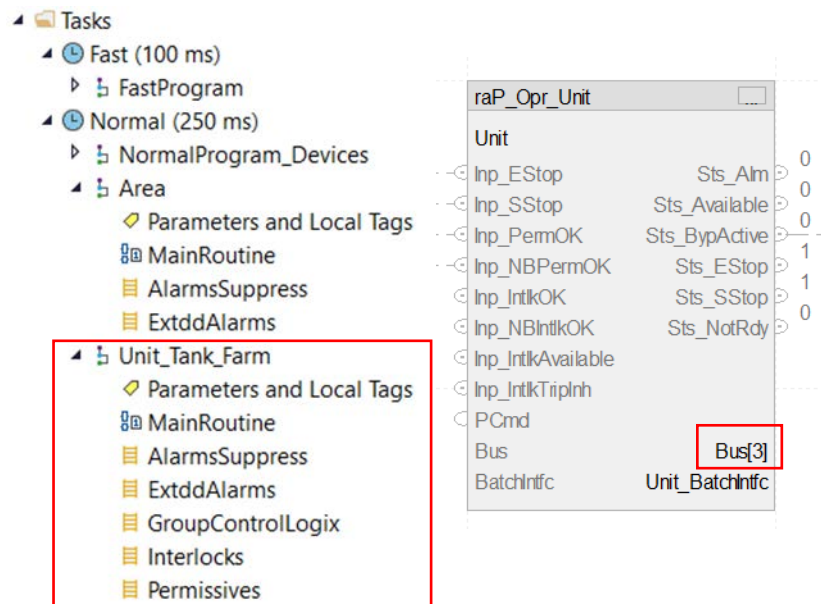 Tasks
Fast (100 ms)
FastProgram
Normal (250 ms)
NormalProgram_Devices
Area
Parameters and Local Tags
MainRoutine
AlarmsSuppress
ExtddAlarms
Unit_Tank_Farm
Parameters and Local Tags
MainRoutine
AlarmsSuppress
ExtddAlarms
GroupControlLogix
Interlocks
Permissives
raP_Opr_Unit ...
Unit
Inp_EStop Sts_Alm 0
Inp_SStop Sts_Available 0
Inp_PermOK Sts_BypActive 0
Inp_NBPermOK Sts_EStop 1
Inp_IntlkOK Sts_SStop 1
Inp_NBIntlkOK Sts_NotRdy 0
Inp_IntlkAvailable
Inp_IntlkTripInh
PCmd
Bus Bus[3]
BatchIntfc Unit_BatchIntfc